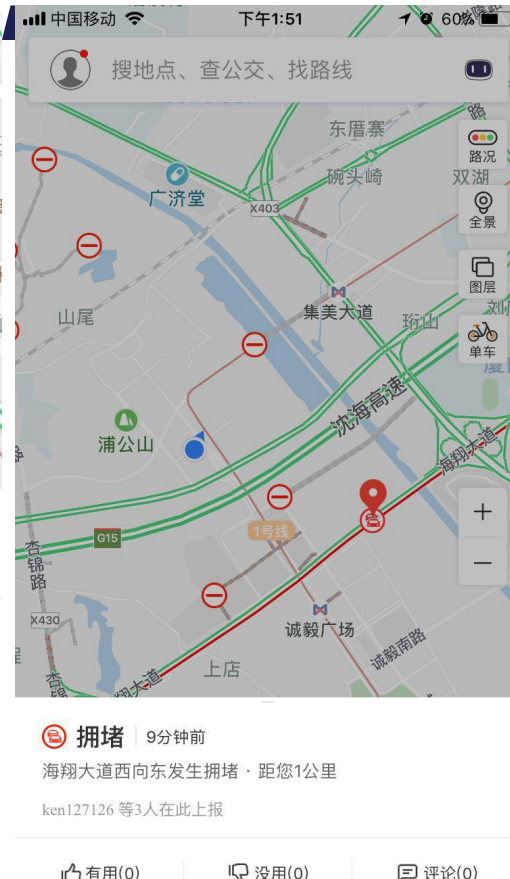 中国移动 下午1:51 60%
搜地点、查公交、找路线
东厝寨
路况
碗头崎
双湖
广济堂
X403
全景
图层
集美大道
珩山
刘
山尾
单车
厦
沈海高速
浦公山
海翔大道
G15
1号线
杏锦路
X430
诚毅广场
诚毅南路
上店
翔大道
拥堵 9分钟前
海翔大道西向东发生拥堵·距您1公里
ken127126 等3人在此上报
有用(0) 没用(0) 评论(0)